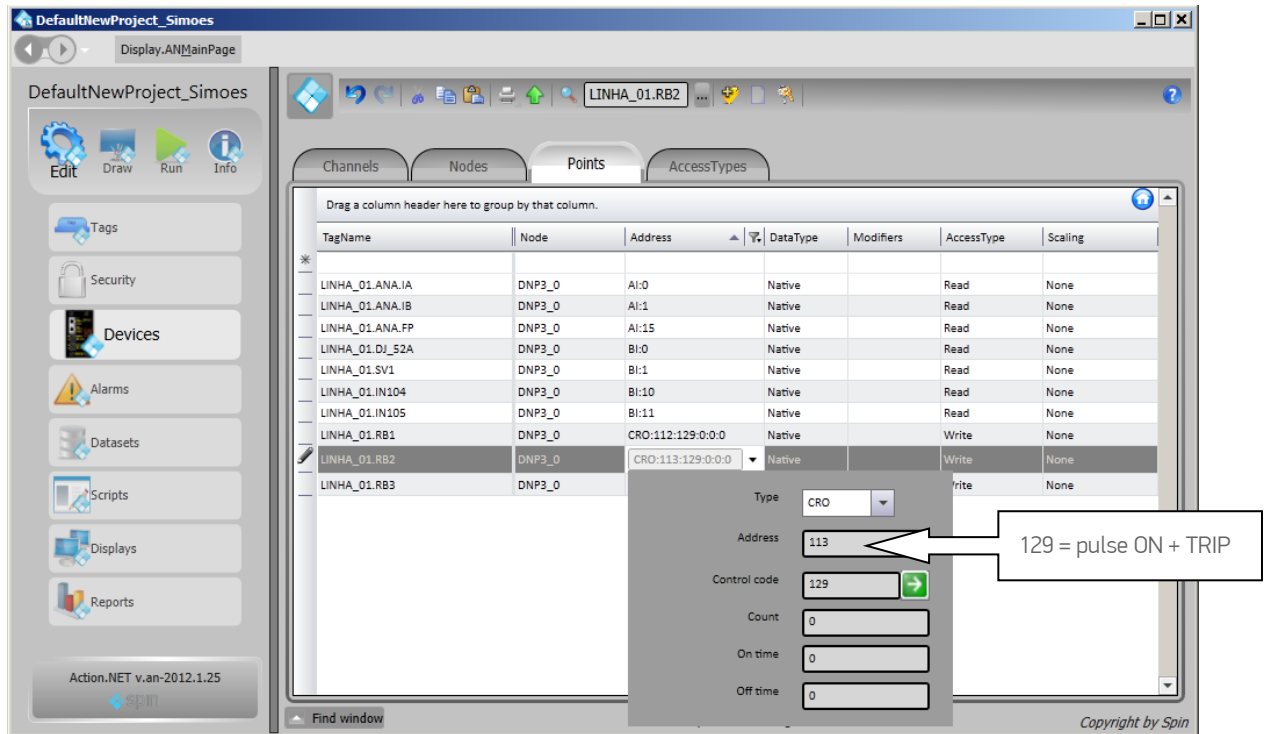 DefaultNewProject_Simoes
Display.ANMainPage
DefaultNewProject_Simoes
Edit Draw Run Info
LINHA_01.RB2 ...
Channels Nodes Points AccessTypes
Tags
Security
Devices
Alarms
Datasets
Scripts
Displays
Reports
Action.NET v.an-2012.1.25
spin
Drag a column header here to group by that column.
TagName Node Address DataType Modifiers AccessType Scaling
LINHA_01.ANA.IA DNP3_0 AI:0 Native Read None
LINHA_01.ANA.IB DNP3_0 AI:1 Native Read None
LINHA_01.ANA.FP DNP3_0 AI:15 Native Read None
LINHA_01.DJ_52A DNP3_0 BI:0 Native Read None
LINHA_01.SV1 DNP3_0 BI:1 Native Read None
LINHA_01.IN104 DNP3_0 BI:10 Native Read None
LINHA_01.IN105 DNP3_0 BI:11 Native Read None
LINHA_01.RB1 DNP3_0 CRO:112:129:0:0:0 Native Write None
LINHA_01.RB2 DNP3_0 CRO:113:129:0:0:0 Native Write None
LINHA_01.RB3 DNP3_0 None
Type CRO
Address 113
Control code 129
Count 0
On time 0
Off time 0
129 = pulse ON + TRIP
Find window
Copyright by Spin